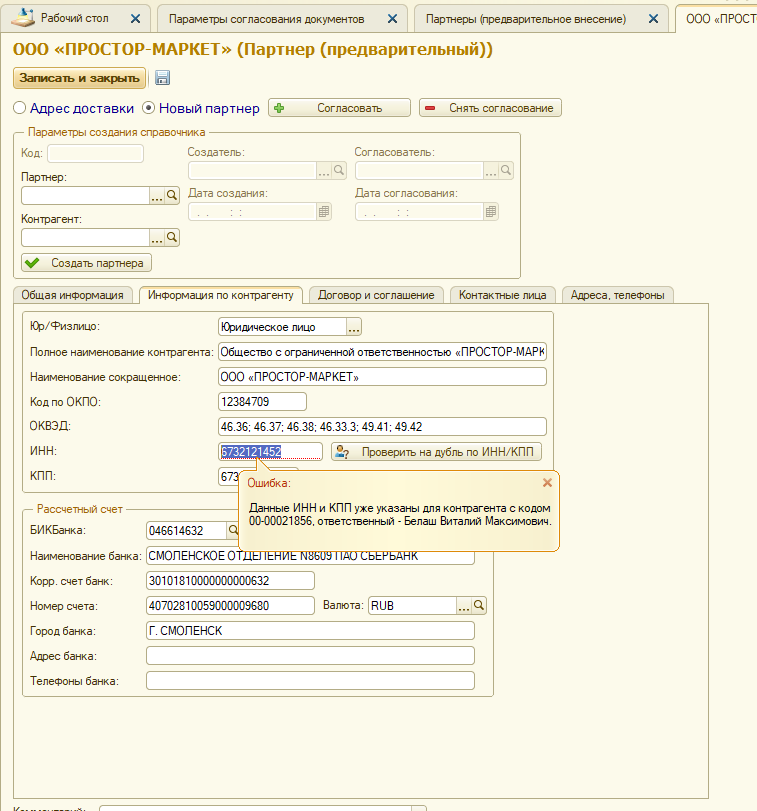 Рабочий стол
Параметры согласования документов
Партнеры (предварительное внесение)
ООО «ПРОСТ
ООО «ПРОСТОР-МАРКЕТ» (Партнер (предварительный))
Записать и закрыть
Адрес доставки Новый партнер Согласовать Снять согласование
Параметры создания справочника
Код: Создатель: Согласователь:
Партнер: Дата создания: Дата согласования:
Контрагент:
Создать партнера
Общая информация Информация по контрагенту Договор и соглашение Контактные лица Адреса, телефоны
Юр/Физлицо: Юридическое лицо
Полное наименование контрагента: Общество с ограниченной ответственностью «ПРОСТОР-МАРК
Наименование сокращенное: ООО «ПРОСТОР-МАРКЕТ»
Код по ОКПО: 12384709
ОКВЭД: 46.36; 46.37; 46.38; 46.33.3; 49.41; 49.42
ИНН: 6732121452 Проверить на дубль по ИНН/КПП
КПП: 673
Ошибка:
Данные ИНН и КПП уже указаны для контрагента с кодом
00-00021856, ответственный - Белаш Виталий Максимович.
Рассчетный счет
БИКБанка: 046614632
Наименование банка: СМОЛЕНСКОЕ ОТДЕЛЕНИЕ N8609 ПАО СБЕРБАНК
Корр. счет банк: 30101810000000000632
Номер счета: 40702810059000009680 Валюта: RUB
Город банка: Г. СМОЛЕНСК
Адрес банка:
Телефоны банка:
Комментарий: